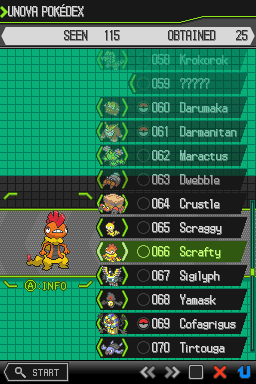 UNOVA POKÉDEX
SEEN 115 OBTAINED 25
058 Krokorok
059 ?????
060 Darumaka
061 Darmanitan
062 Maractus
063 Dwebble
064 Crustle
065 Scraggy
066 Scrafty
067 Sigilyph
068 Yamask
069 Cofagrigus
070 Tirtouga
Ⓐ:INFO
START